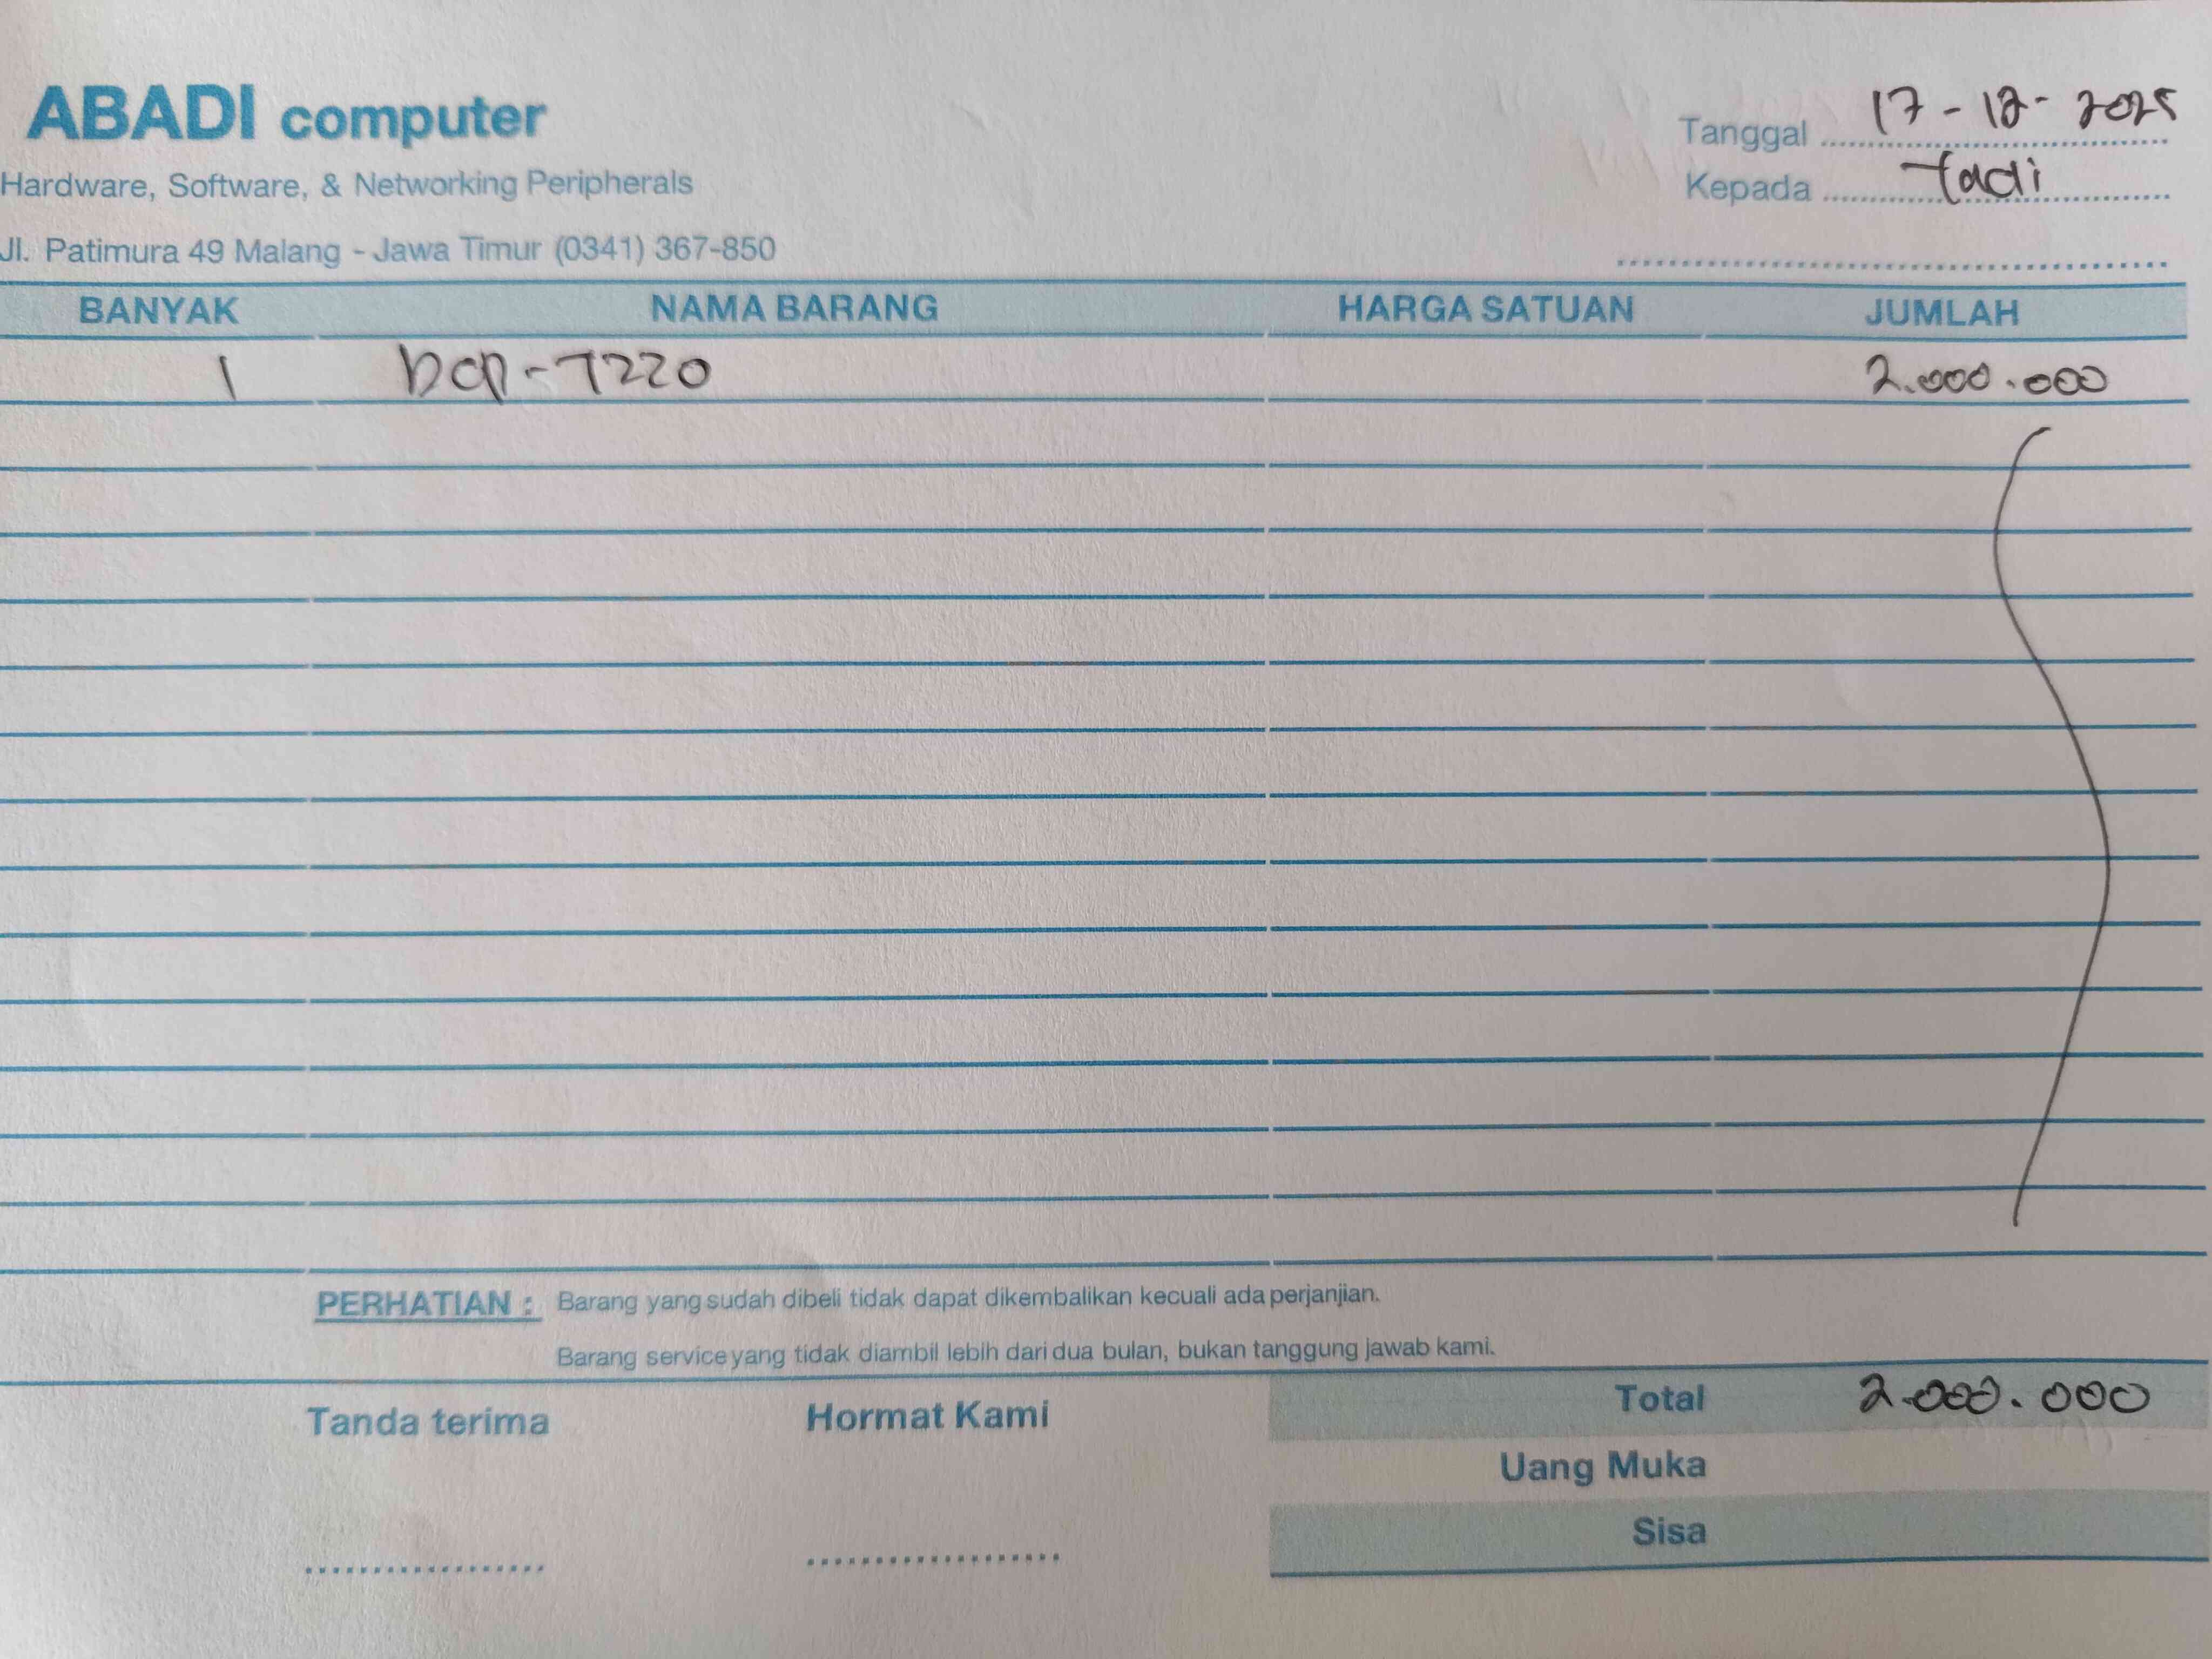 ABADI computer
Hardware, Software, & Networking Peripherals
Jl. Patimura 49 Malang - Jawa Timur (0341) 367-850
Tanggal 17-12-2025
Kepada tadi
BANYAK NAMA BARANG HARGA SATUAN JUMLAH
1 DCP-T220 2.000.000
PERHATIAN : Barang yang sudah dibeli tidak dapat dikembalikan kecuali ada perjanjian.
Barang service yang tidak diambil lebih dari dua bulan, bukan tanggung jawab kami.
Tanda terima Hormat Kami Total 2.000.000
Uang Muka
Sisa